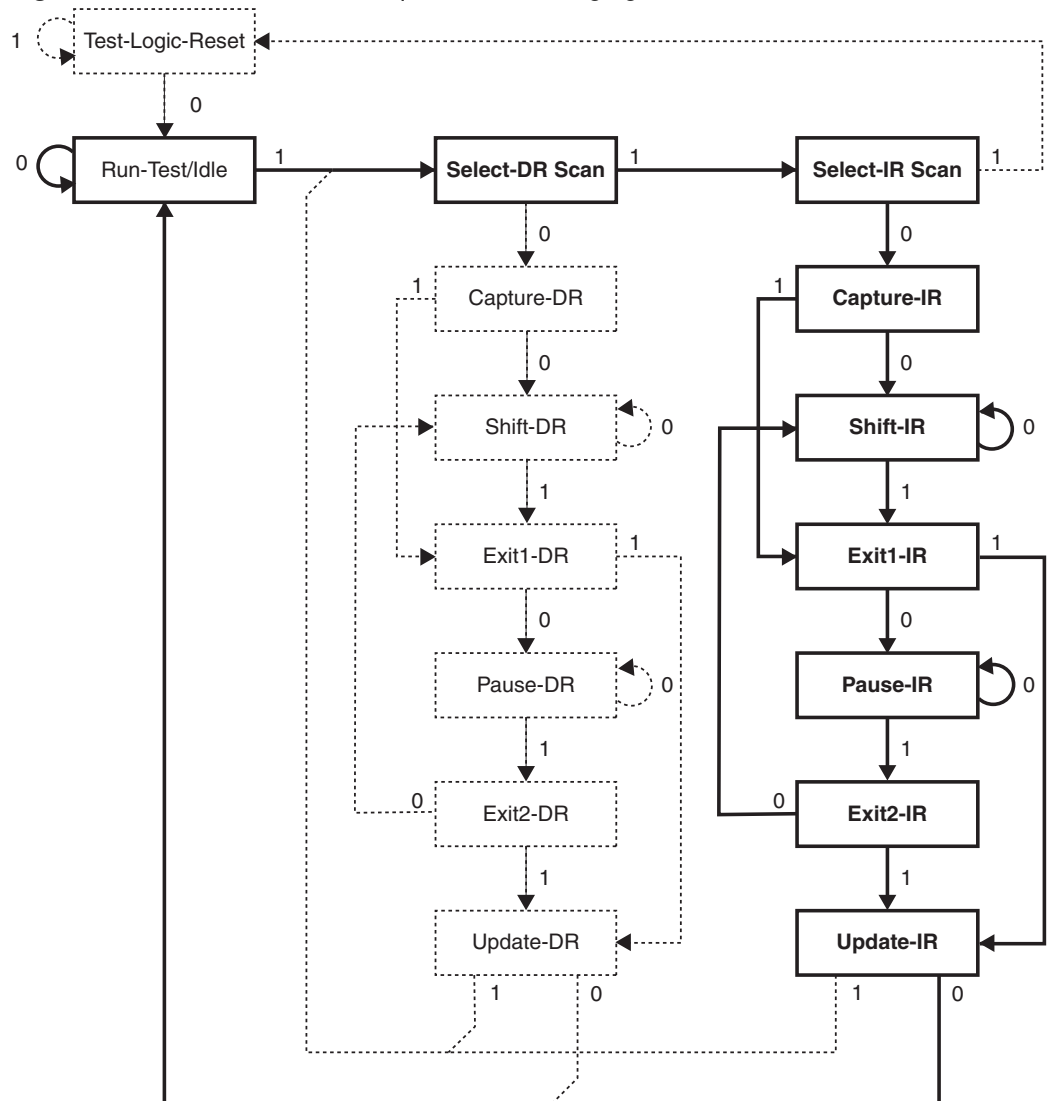 1
Test-Logic-Reset
0
0
Run-Test/Idle
1
Select-DR Scan
1
Select-IR Scan
1
0
0
1
Capture-DR
1
Capture-IR
0
0
Shift-DR
0
Shift-IR
0
1
1
Exit1-DR
1
Exit1-IR
1
0
0
Pause-DR
0
Pause-IR
0
1
1
0
Exit2-DR
0
Exit2-IR
1
1
Update-DR
Update-IR
1
0
1
0